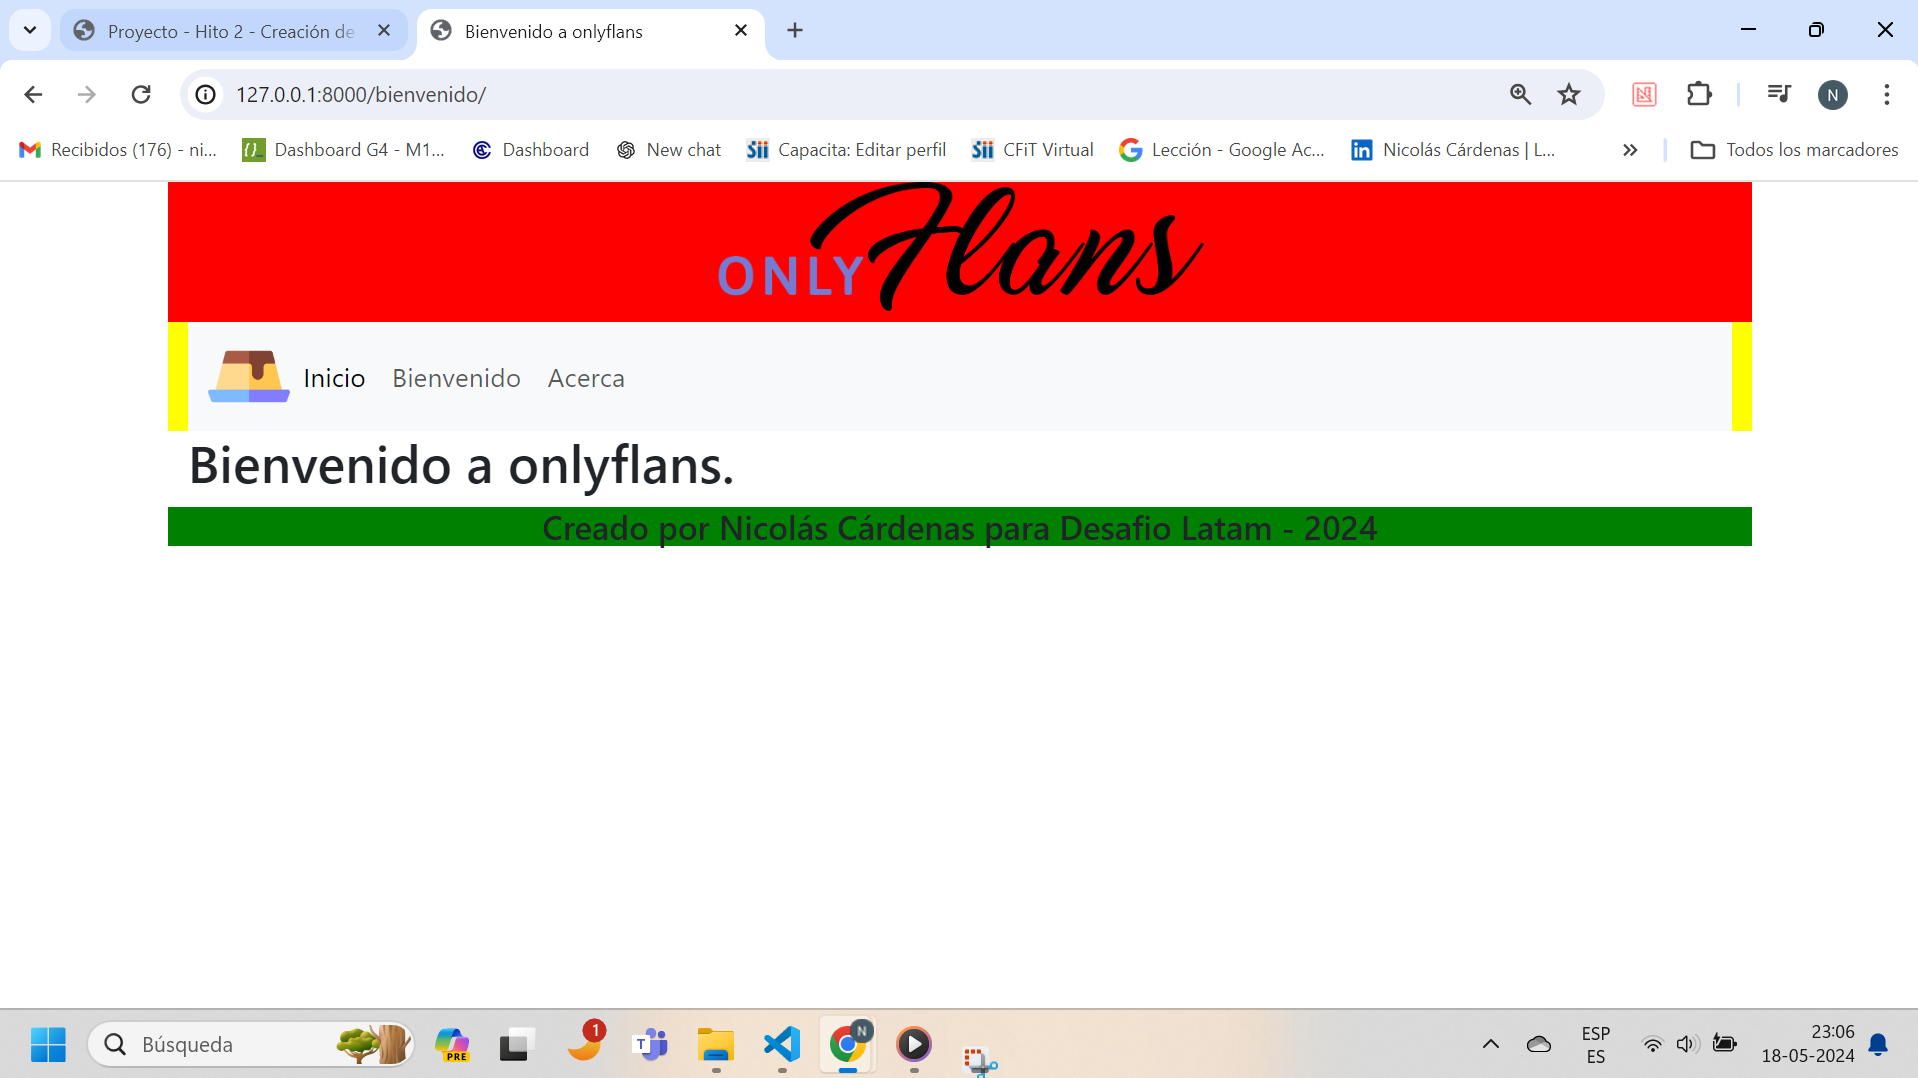 Proyecto - Hito 2 - Creación de
Bienvenido a onlyflans
127.0.0.1:8000/bienvenido/
N
Recibidos (176) - ni...
Dashboard G4 - M1...
Dashboard
New chat
Sii Capacita: Editar perfil
Sii CFiT Virtual
Lección - Google Ac...
in Nicolás Cárdenas | L...
Todos los marcadores
ONLY Flans
Inicio Bienvenido Acerca
Bienvenido a onlyflans.
Creado por Nicolás Cárdenas para Desafio Latam - 2024
Búsqueda
PRE
1
T
N
ESP
ES
23:06
18-05-2024